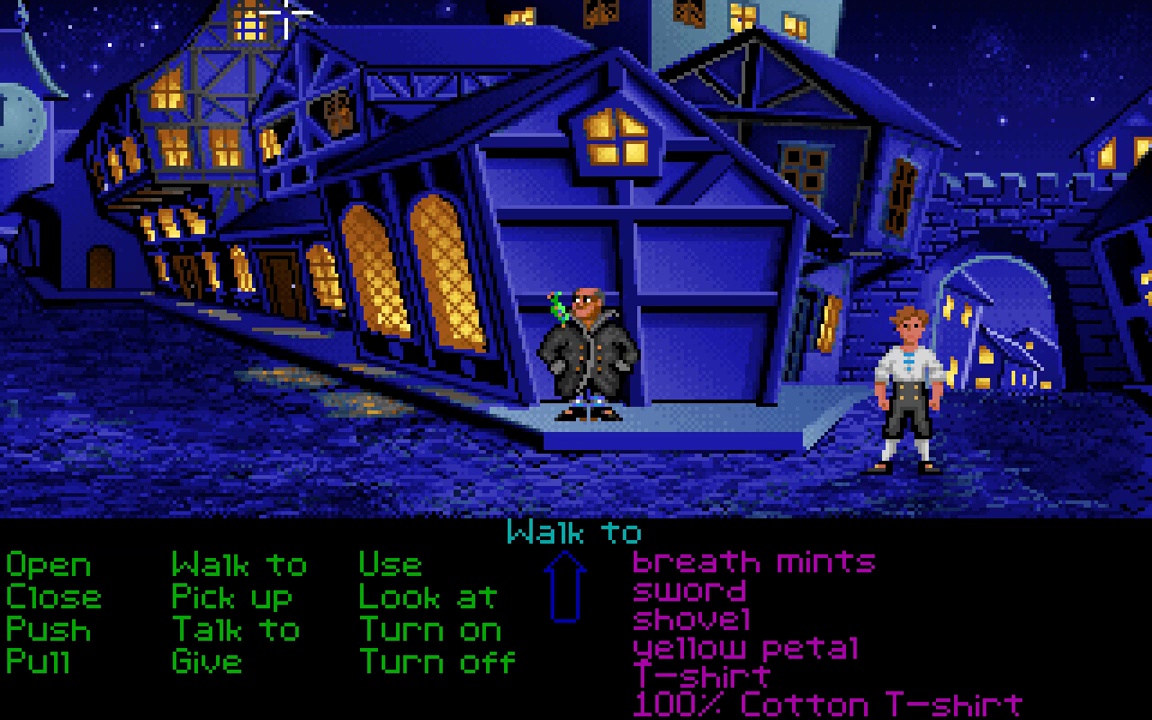 Walk to
Open Walk to Use
Close Pick up Look at
Push Talk to Turn on
Pull Give Turn off
breath mints
sword
shovel
yellow petal
T-shirt
100% Cotton T-shirt